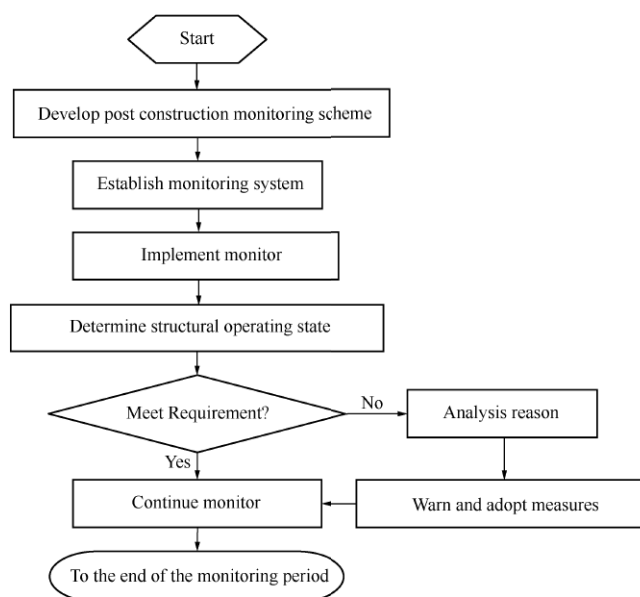 Start
Develop post construction monitoring scheme
Establish monitoring system
Implement monitor
Determine structural operating state
Meet Requirement?
No
Analysis reason
Yes
Continue monitor
Warn and adopt measures
To the end of the monitoring period